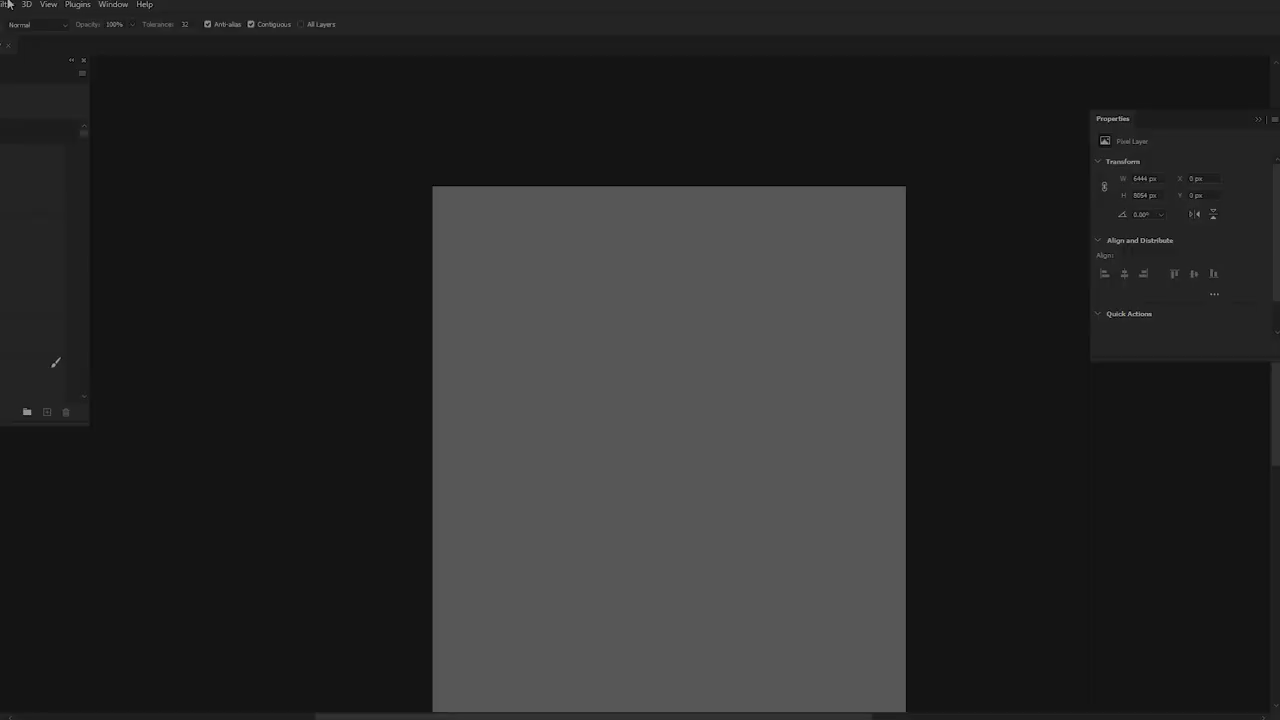 3D View Plugins Window Help
Normal Opacity: 100% Tolerance: 32 Anti-alias Contiguous All Layers
Properties
Pixel Layer
Transform
W 6444 px X 0 px
H 8054 px Y 0 px
0.00°
Align and Distribute
Align:
Quick Actions